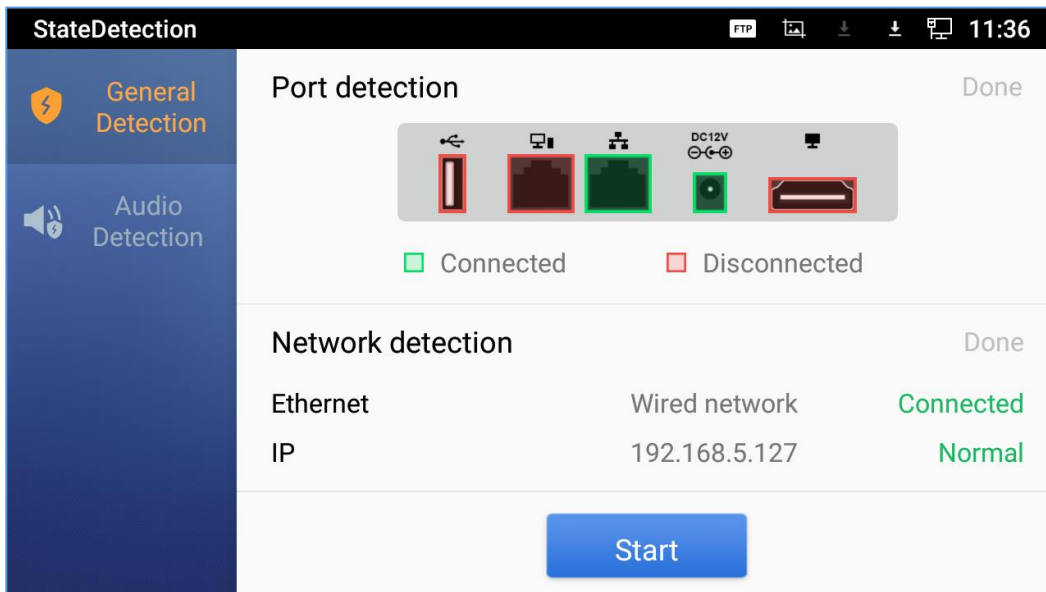 StateDetection
FTP
11:36
General
Detection
Audio
Detection
Port detection
Done
DC12V
Connected
Disconnected
Network detection
Done
Ethernet
Wired network
Connected
IP
192.168.5.127
Normal
Start